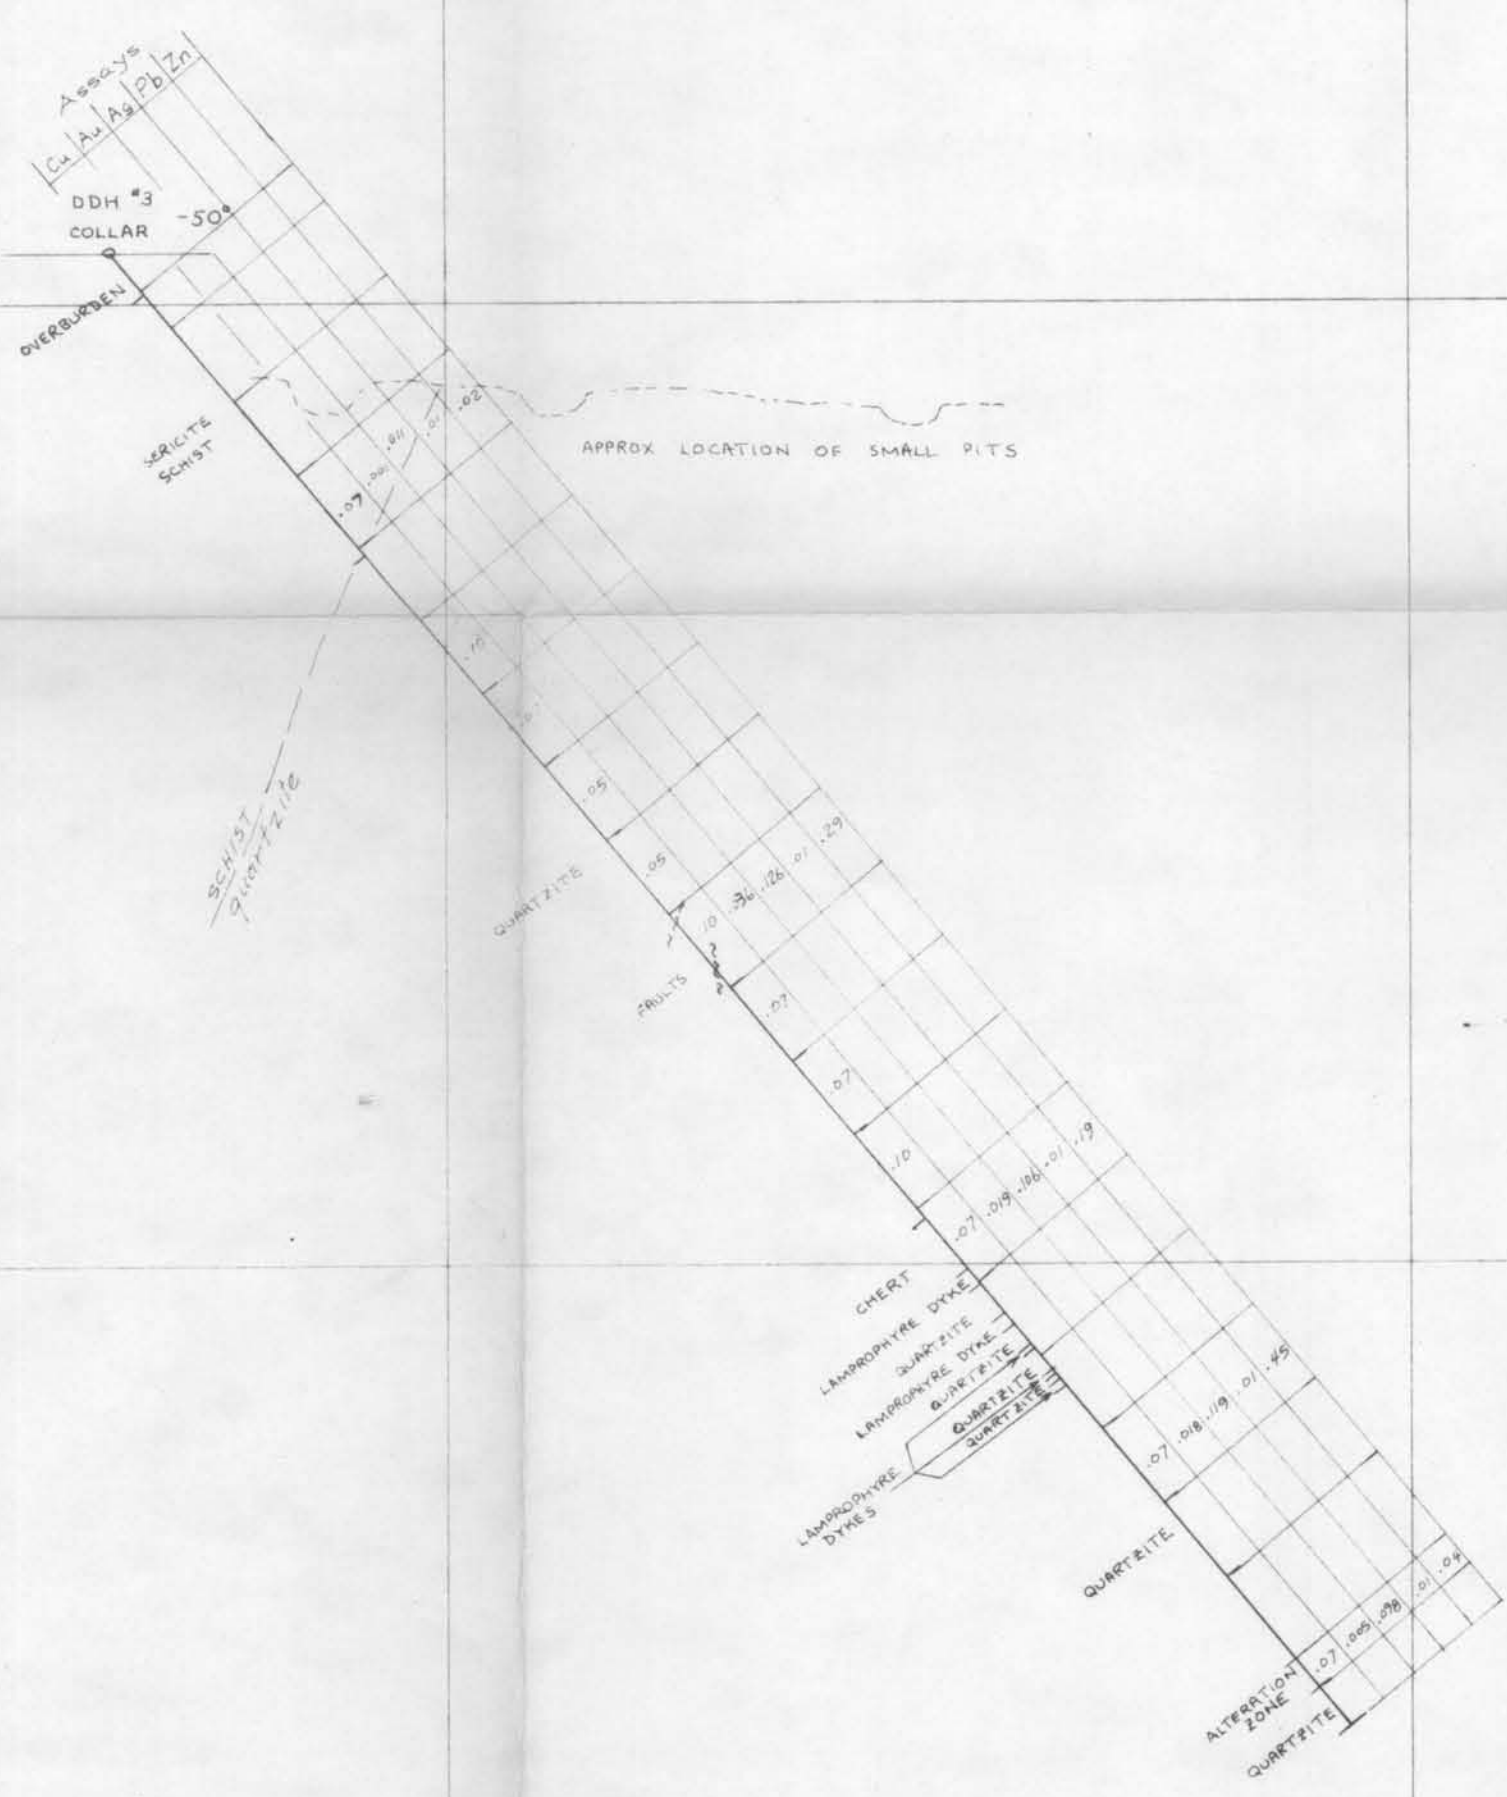 Assays
Cu Au Ag Pb Zn
DDH #3
COLLAR
-50°
OVERBURDEN
SERICITE
SCHIST
.07 .001 .011 .01 .02
APPROX LOCATION OF SMALL PITS
SCHIST
quartzite
.10
.05
.05
QUARTZITE
.10 .036 .126 .01 .29
FAULTS
.07
.07
.10
.07 .019 .106 .01 .19
CHERT
LAMPROPHYRE DYKE
QUARTZITE
LAMPROPHYRE DYKE
QUARTZITE
QUARTZITE
QUARTZITE
LAMPROPHYRE
DYKES
.07 .018 .119 .01 .45
QUARTZITE
.07 .005 .098 .01 .04
ALTERATION
ZONE
QUARTZITE